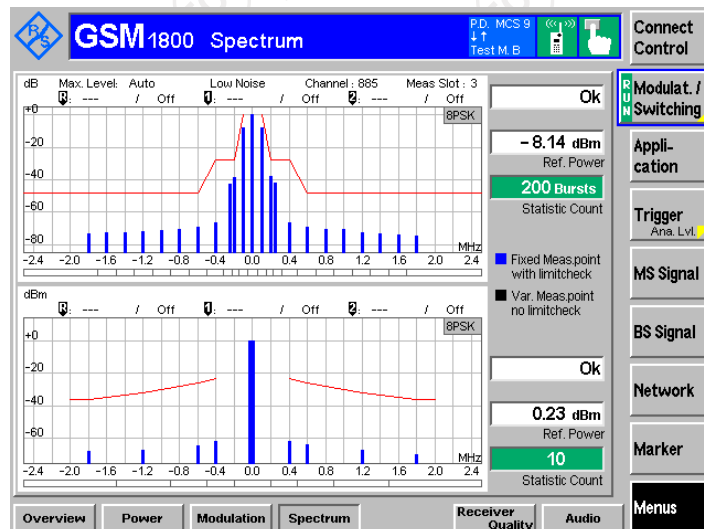 R&S
GSM 1800 Spectrum
P.D. MCS 9
Test M. B
Connect Control
RUN
Modulat. / Switching
Appli-
cation
Trigger
Ana. Lvl.
MS Signal
BS Signal
Network
Marker
Menus
dB Max. Level: Auto Low Noise Channel : 885 Meas Slot : 3
R: --- / Off 1: --- / Off 2: --- / Off
8PSK
+0
-20
-40
-60
-80
MHz
-2.4 -2.0 -1.6 -1.2 -0.8 -0.4 0.0 0.4 0.8 1.2 1.6 2.0 2.4
Ok
-8.14 dBm
Ref. Power
200 Bursts
Statistic Count
Fixed Meas.point
with limitcheck
Var. Meas.point
no limitcheck
dBm
R: --- / Off 1: --- / Off 2: --- / Off
8PSK
+0
-20
-40
-60
MHz
-2.4 -2.0 -1.6 -1.2 -0.8 -0.4 0.0 0.4 0.8 1.2 1.6 2.0 2.4
Ok
0.23 dBm
Ref. Power
10
Statistic Count
Overview Power Modulation Spectrum Receiver Quality Audio